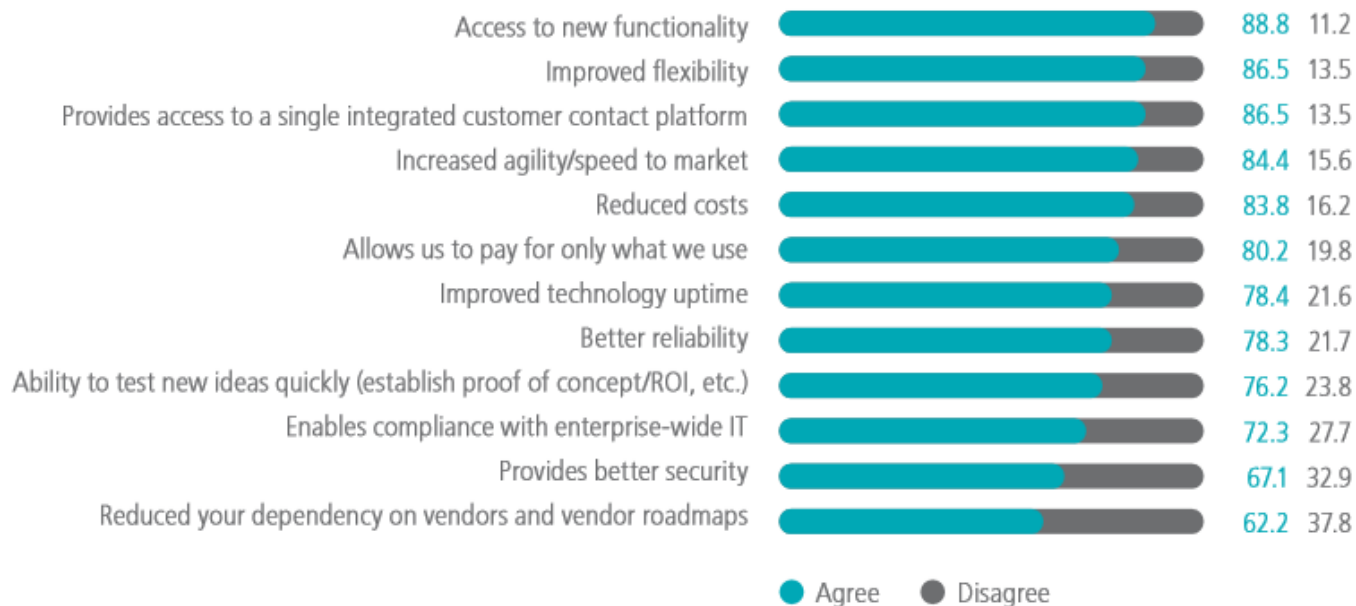 Access to new functionality 88.8 11.2
Improved flexibility 86.5 13.5
Provides access to a single integrated customer contact platform 86.5 13.5
Increased agility/speed to market 84.4 15.6
Reduced costs 83.8 16.2
Allows us to pay for only what we use 80.2 19.8
Improved technology uptime 78.4 21.6
Better reliability 78.3 21.7
Ability to test new ideas quickly (establish proof of concept/ROI, etc.) 76.2 23.8
Enables compliance with enterprise-wide IT 72.3 27.7
Provides better security 67.1 32.9
Reduced your dependency on vendors and vendor roadmaps 62.2 37.8
Agree Disagree